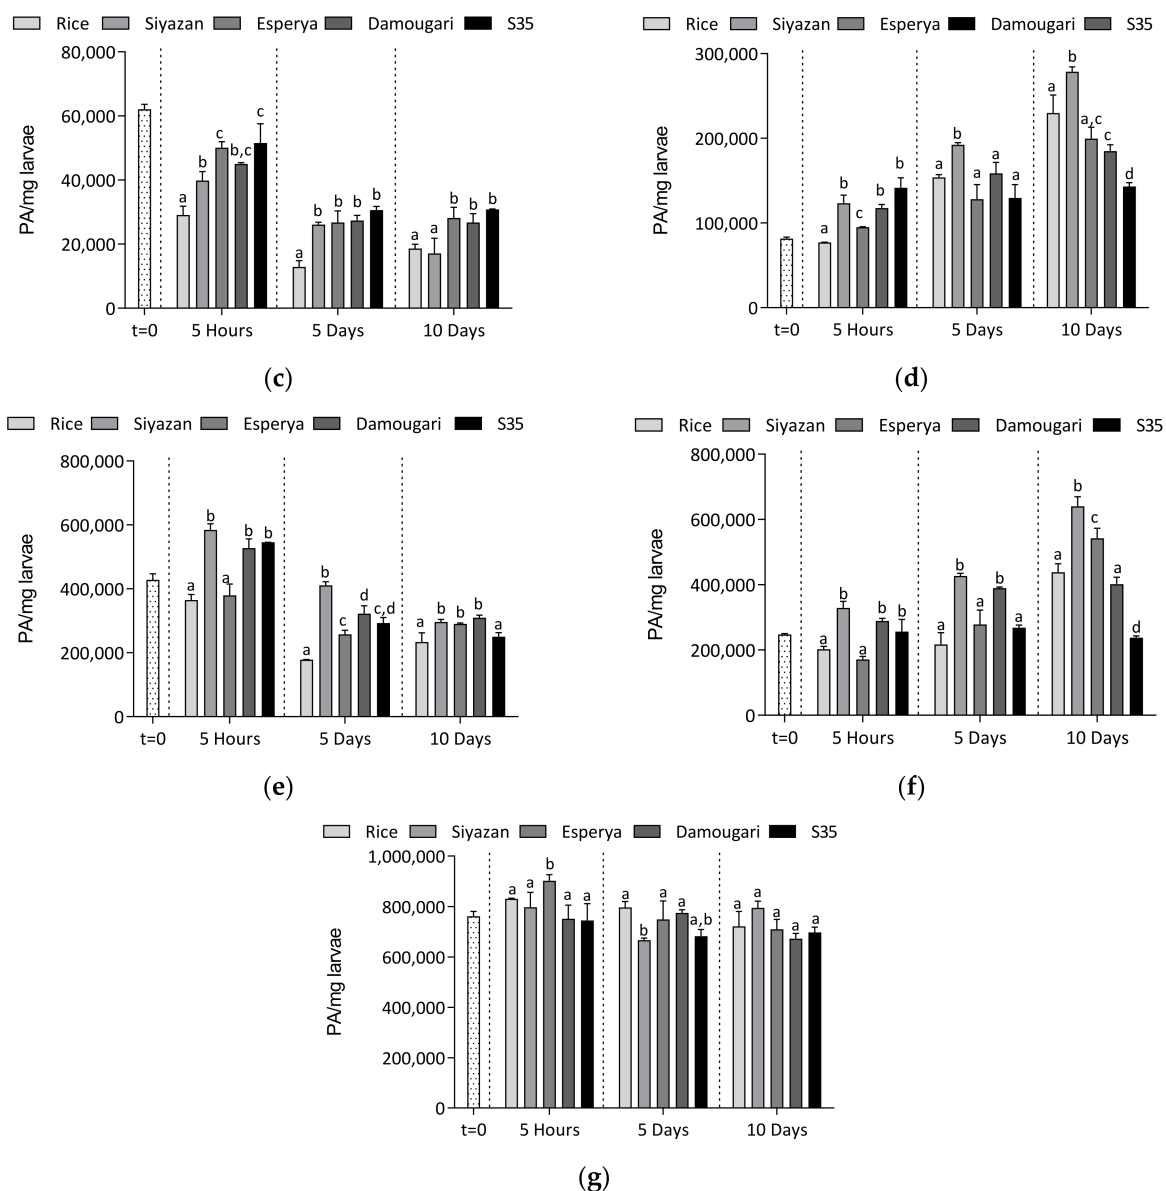 Rice Siyazan Esperya Damougari S35
80,000
60,000
40,000
20,000
0
PA/mg larvae
a b c b,c c
a b b b b
a a b b b
t=0 5 Hours 5 Days 10 Days
(c)
Rice Siyazan Esperya Damougari S35
300,000
200,000
100,000
0
PA/mg larvae
a b c b b
a b a a a
a b a,c c d
t=0 5 Hours 5 Days 10 Days
(d)
Rice Siyazan Esperya Damougari S35
800,000
600,000
400,000
200,000
0
PA/mg larvae
a b a b b
a b c d c,d
a b b b a
t=0 5 Hours 5 Days 10 Days
(e)
Rice Siyazan Esperya Damougari S35
800,000
600,000
400,000
200,000
0
PA/mg larvae
a b a b b
a b a b a
a b c a d
t=0 5 Hours 5 Days 10 Days
(f)
Rice Siyazan Esperya Damougari S35
1,000,000
800,000
600,000
400,000
200,000
0
PA/mg larvae
a a b a a
a b a a a,b
a a a a a
t=0 5 Hours 5 Days 10 Days
(g)